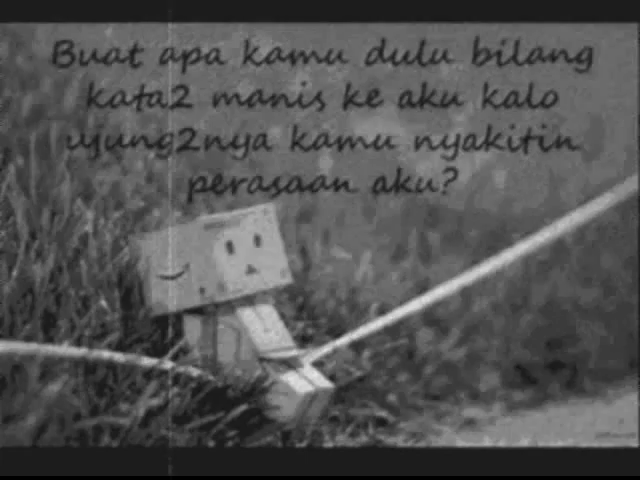 Buat apa kamu dulu bilang
kata2 manis ke aku kalo
ujung2nya kamu nyakitin
perasaan aku?